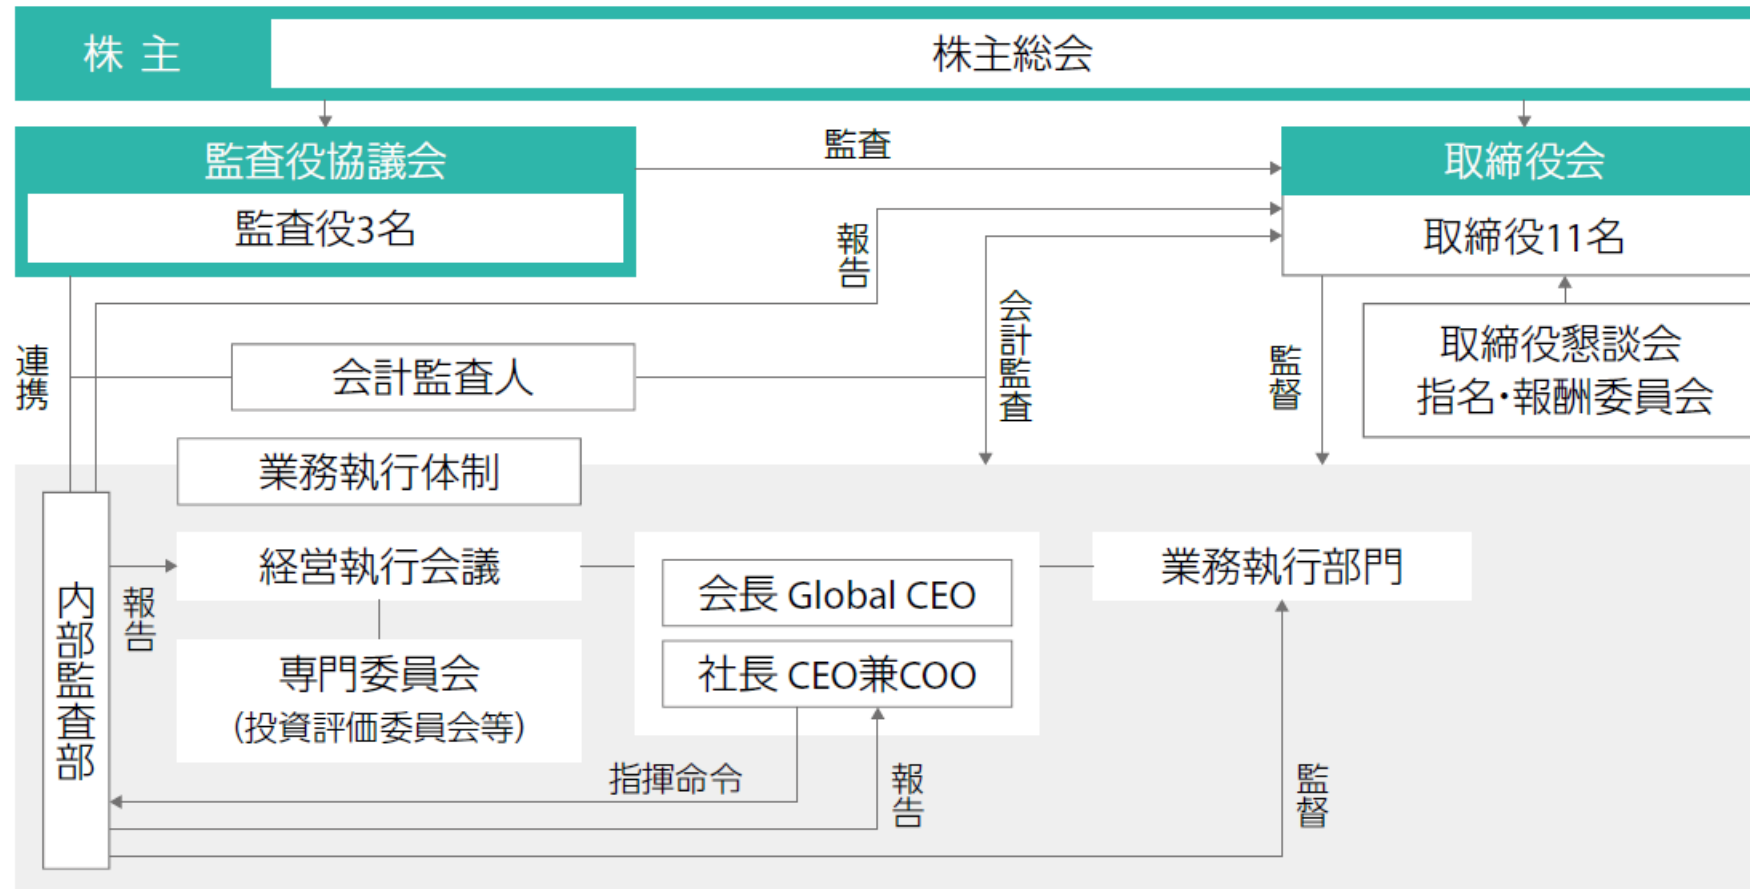 株 主
株主総会
監査役協議会
監査役3名
監査
取締役会
取締役11名
報告
連携
会計監査人
会計監査
監督
取締役懇談会
指名・報酬委員会
業務執行体制
内部監査部
報告
経営執行会議
専門委員会
(投資評価委員会等)
会長 Global CEO
社長 CEO兼COO
業務執行部門
指揮命令
報告
監督